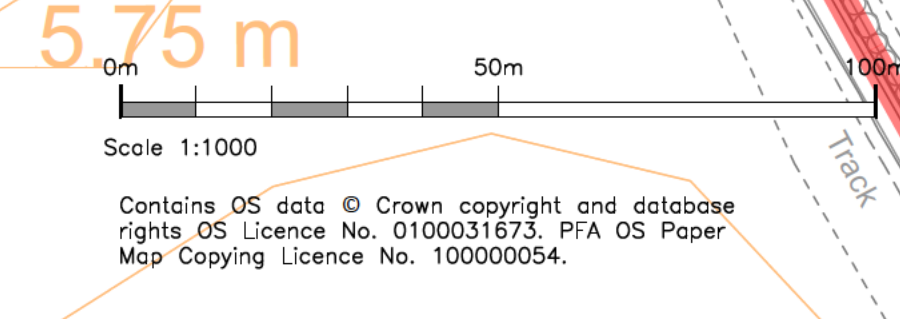 5.75 m
0m 50m 100m
Scale 1:1000
Track
Contains OS data © Crown copyright and database
rights OS Licence No. 0100031673. PFA OS Paper
Map Copying Licence No. 100000054.